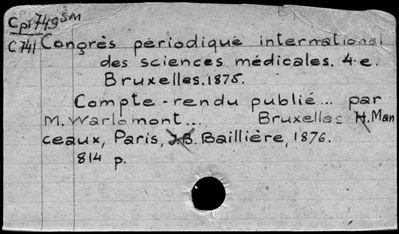 Cpt749SM
C741 Congrès périodique international
des sciences médicales. 4.e.
Bruxelles.1875.
Compte-rendu publié... par
M. Warlomont... Bruxelles H. Man
ceaux, Paris, J.B. Baillière, 1876.
814 p.